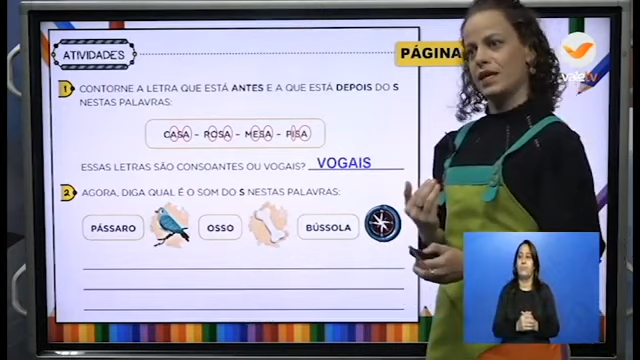 ATIVIDADES
PÁGINA
vale tv
1 CONTORNE A LETRA QUE ESTÁ ANTES E A QUE ESTÁ DEPOIS DO S
NESTAS PALAVRAS:
CASA - ROSA - MESA - PISA
ESSAS LETRAS SÃO CONSOANTES OU VOGAIS? VOGAIS
2 AGORA, DIGA QUAL É O SOM DO S NESTAS PALAVRAS:
PÁSSARO OSSO BÚSSOLA